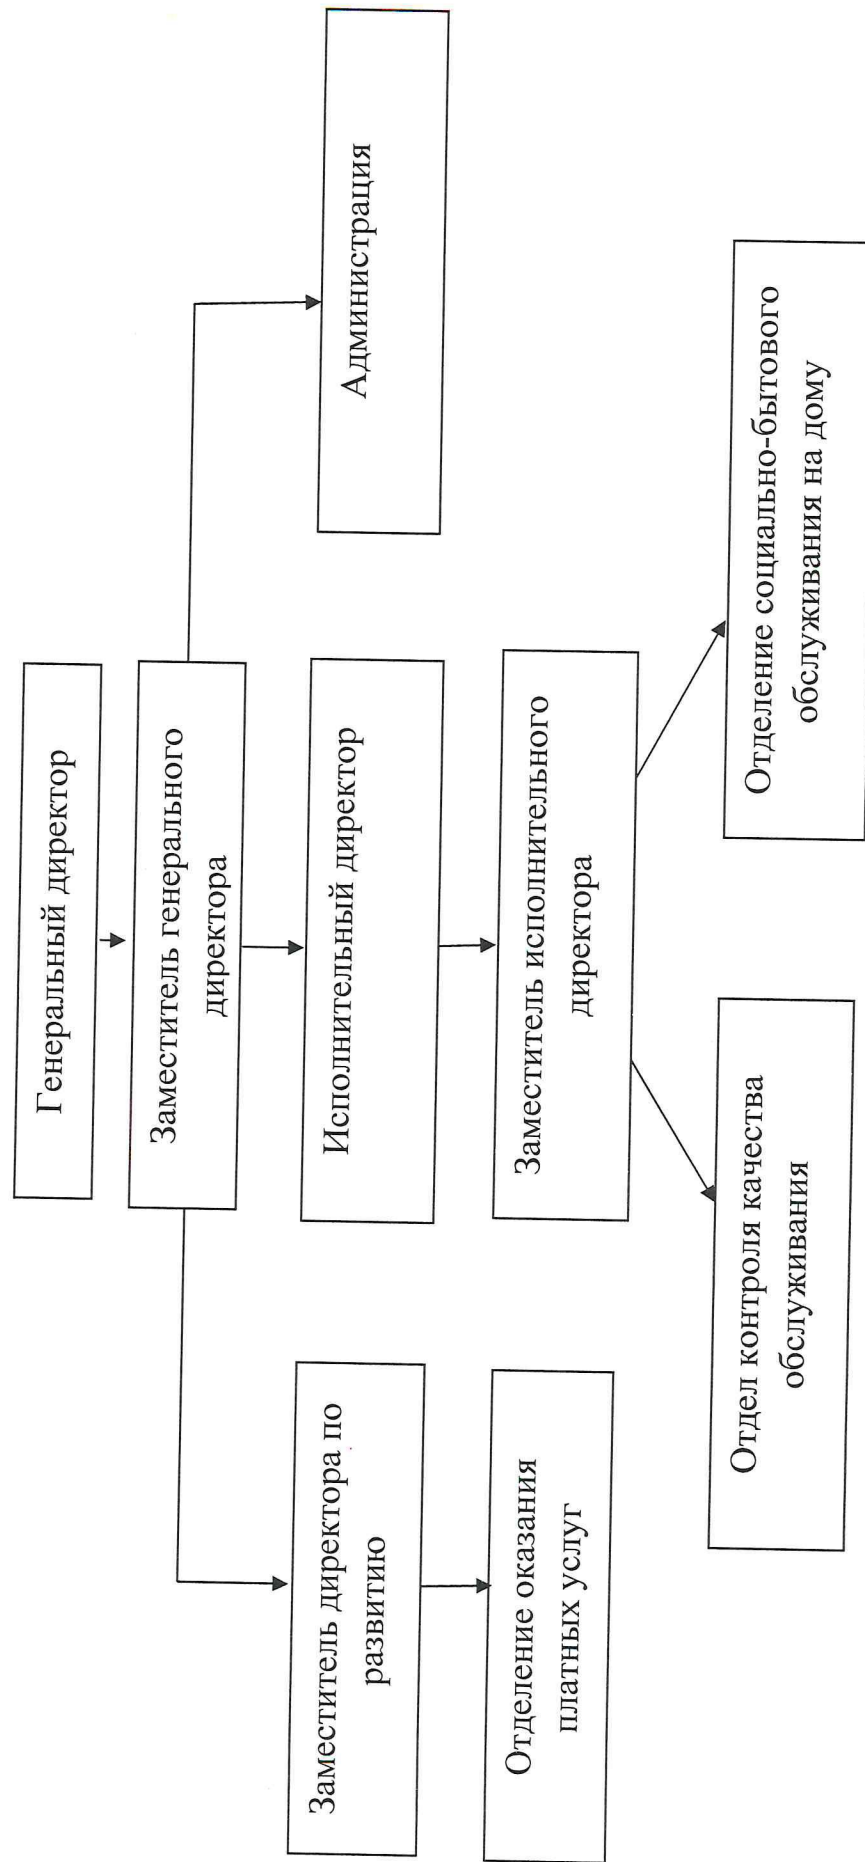 Генеральный директор
Заместитель генерального
директора
Заместитель директора по
развитию
Исполнительный директор
Администрация
Отделение оказания
платных услуг
Заместитель исполнительного
директора
Отдел контроля качества
обслуживания
Отделение социально-бытового
обслуживания на дому